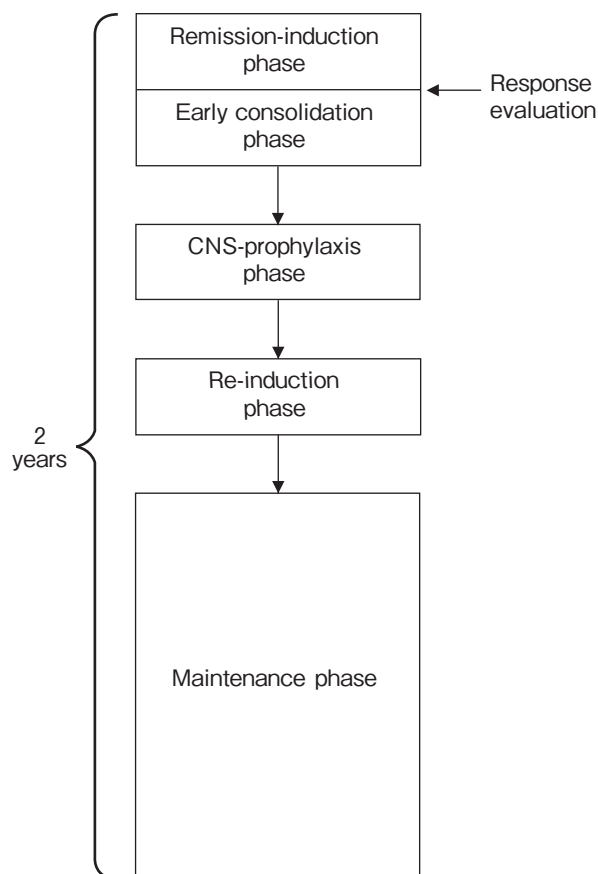 Remission-induction
phase
Response
evaluation
Early consolidation
phase
CNS-prophylaxis
phase
Re-induction
phase
2
years
Maintenance phase